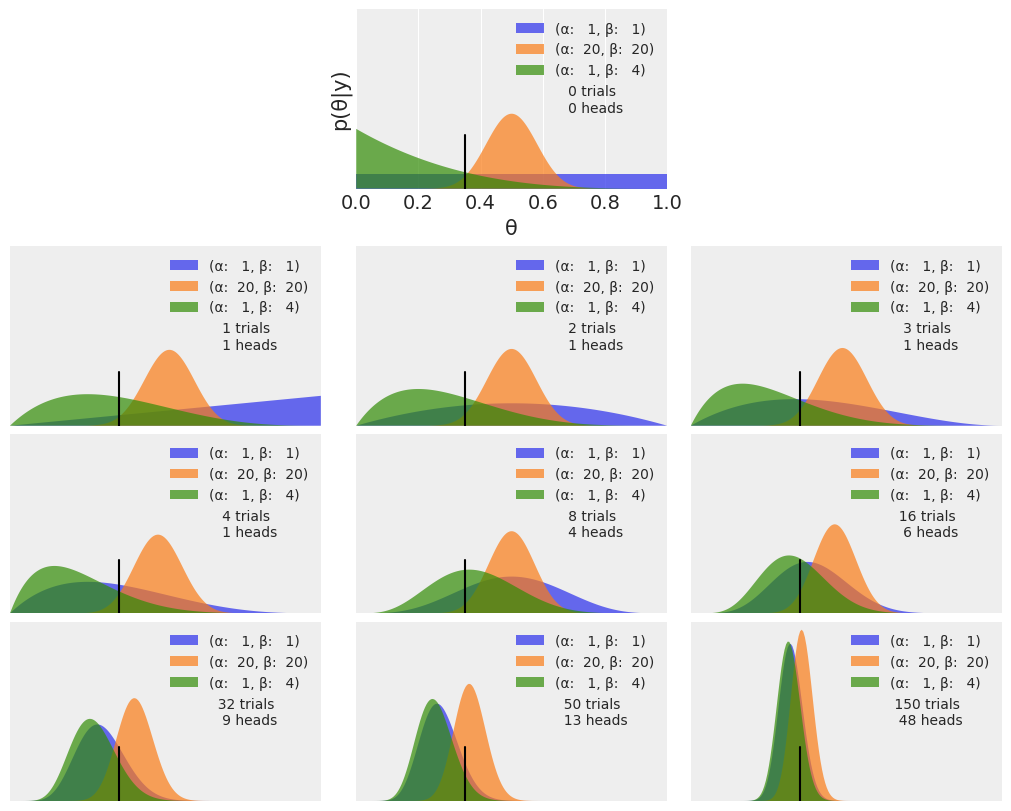 p(θ|y)
(α: 1, β: 1)
(α: 20, β: 20)
(α: 1, β: 4)
0 trials
0 heads
0.0 0.2 0.4 0.6 0.8 1.0
θ
(α: 1, β: 1)
(α: 20, β: 20)
(α: 1, β: 4)
1 trials
1 heads
(α: 1, β: 1)
(α: 20, β: 20)
(α: 1, β: 4)
2 trials
1 heads
(α: 1, β: 1)
(α: 20, β: 20)
(α: 1, β: 4)
3 trials
1 heads
(α: 1, β: 1)
(α: 20, β: 20)
(α: 1, β: 4)
4 trials
1 heads
(α: 1, β: 1)
(α: 20, β: 20)
(α: 1, β: 4)
8 trials
4 heads
(α: 1, β: 1)
(α: 20, β: 20)
(α: 1, β: 4)
16 trials
6 heads
(α: 1, β: 1)
(α: 20, β: 20)
(α: 1, β: 4)
32 trials
9 heads
(α: 1, β: 1)
(α: 20, β: 20)
(α: 1, β: 4)
50 trials
13 heads
(α: 1, β: 1)
(α: 20, β: 20)
(α: 1, β: 4)
150 trials
48 heads